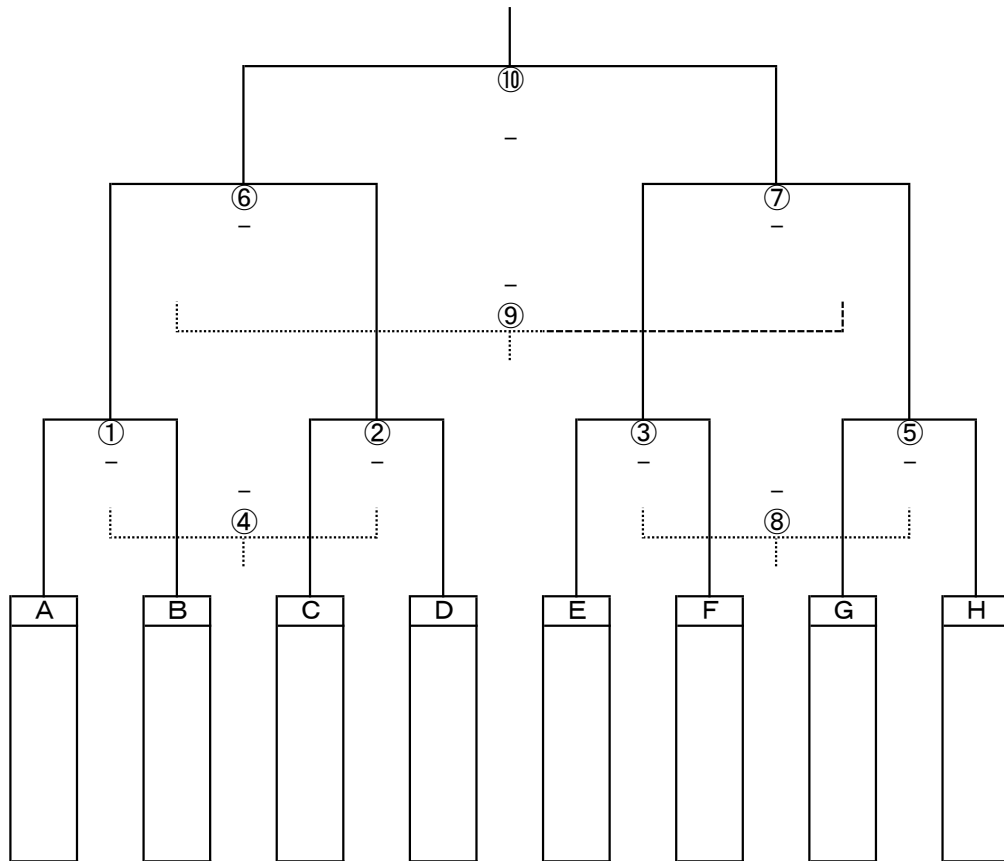 ⑩
－
⑥ ⑦
－ －
－
⑨
① ② ③ ⑤
－ － － －
－ －
④ ⑧
A B C D E F G H